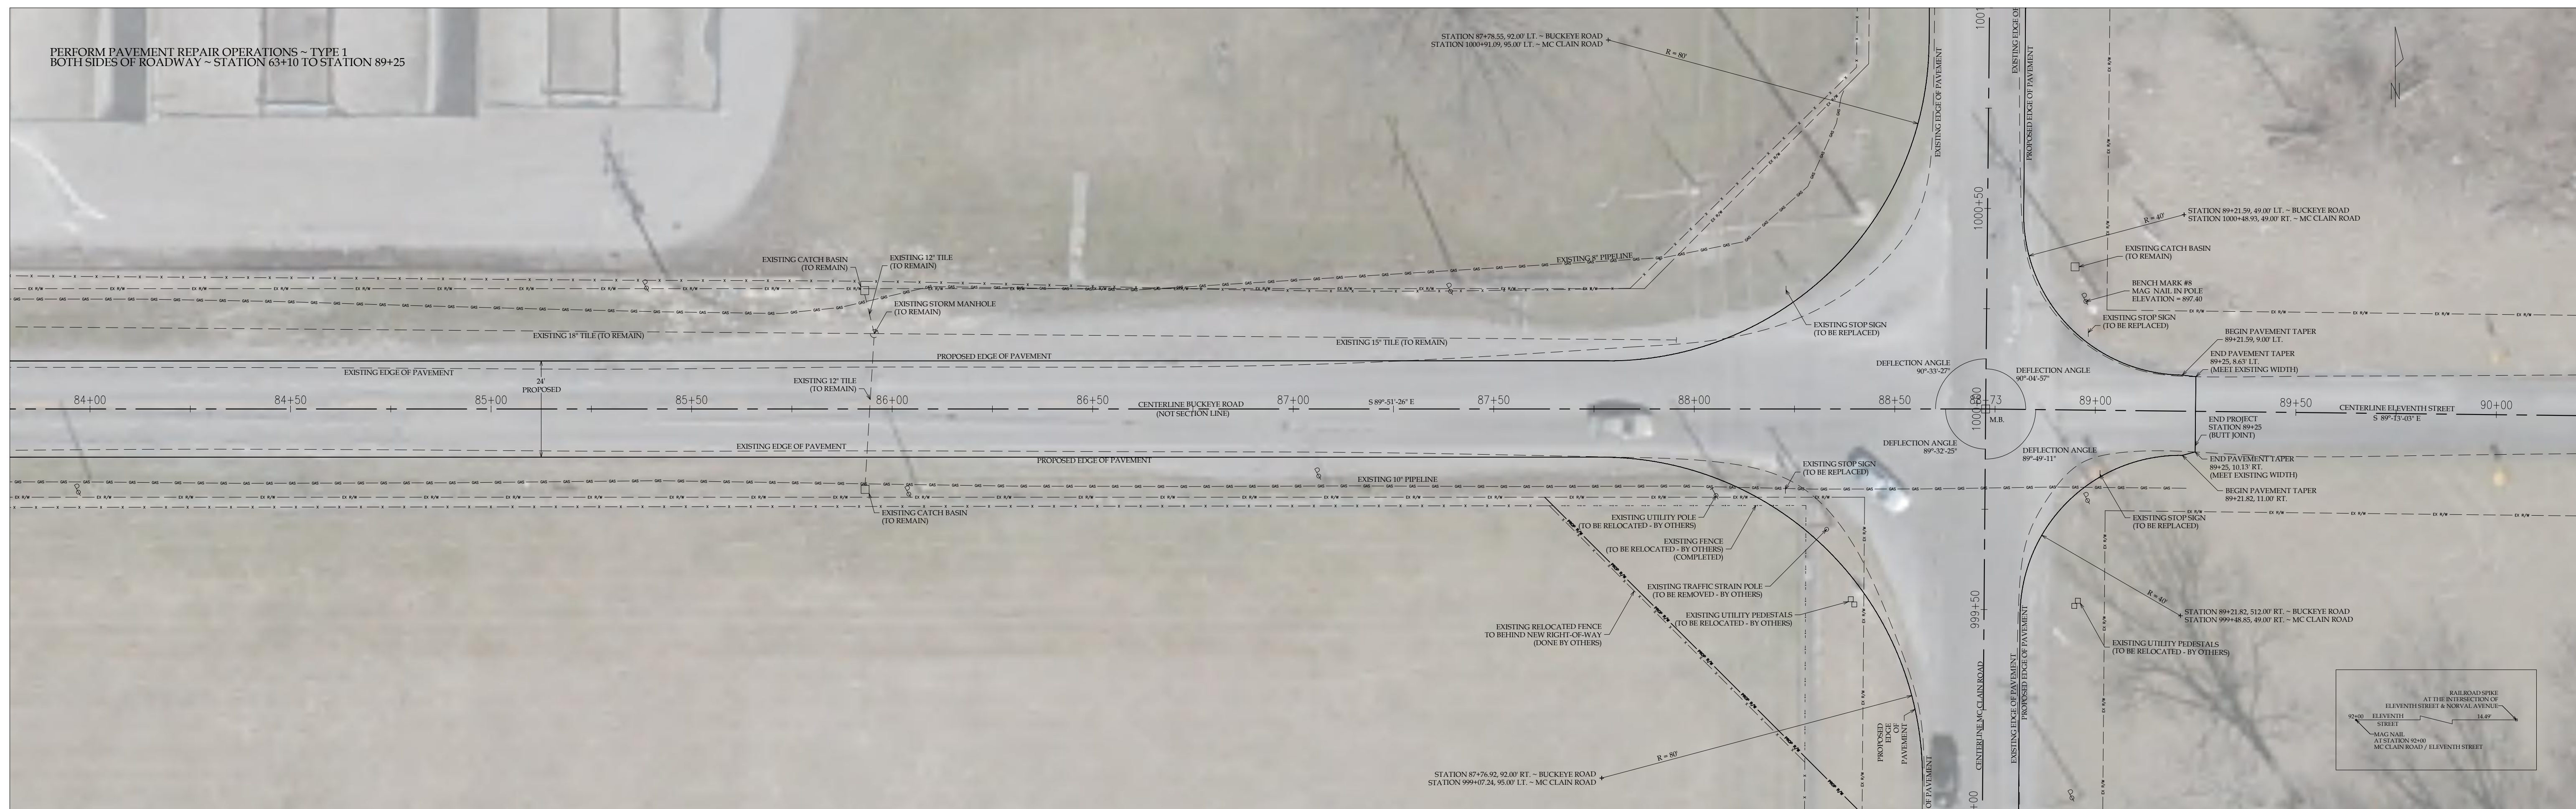 PERFORM PAVEMENT REPAIR OPERATIONS ~ TYPE 1
BOTH SIDES OF ROADWAY ~ STATION 63+10 TO STATION 89+25
STATION 87+78.55, 92.00' LT. ~ BUCKEYE ROAD
STATION 1000+91.09, 95.00' LT. ~ MC CLAIN ROAD
R = 80'
EXISTING EDGE OF PAVEMENT
1001
EXISTING EDGE OF
PROPOSED EDGE OF PAVEMENT
EX R/W
N
1000+50
R = 40'
STATION 89+21.59, 49.00' LT. ~ BUCKEYE ROAD
STATION 1000+48.93, 49.00' RT. ~ MC CLAIN ROAD
EXISTING CATCH BASIN
(TO REMAIN)
BENCH MARK #8
MAG NAIL IN POLE
ELEVATION = 897.40
EXISTING STOP SIGN
(TO BE REPLACED)
BEGIN PAVEMENT TAPER
89+21.59, 9.00' LT.
END PAVEMENT TAPER
89+25, 8.63' LT.
(MEET EXISTING WIDTH)
EXISTING CATCH BASIN
(TO REMAIN)
EXISTING 12" TILE
(TO REMAIN)
EXISTING 8" PIPELINE
GAS
EX R/W
EXISTING STORM MANHOLE
(TO REMAIN)
EXISTING 18" TILE (TO REMAIN)
EXISTING 15" TILE (TO REMAIN)
EXISTING STOP SIGN
(TO BE REPLACED)
PROPOSED EDGE OF PAVEMENT
EXISTING EDGE OF PAVEMENT
24'
PROPOSED
EXISTING 12" TILE
(TO REMAIN)
DEFLECTION ANGLE
90°-33'-27"
DEFLECTION ANGLE
90°-04'-57"
84+00
84+50
85+00
85+50
86+00
86+50
87+00
87+50
88+00
88+50
88+73
89+00
89+50
90+00
CENTERLINE BUCKEYE ROAD
(NOT SECTION LINE)
S 89°-51'-26" E
1000+00
M.B.
CENTERLINE ELEVENTH STREET
S 89°-13'-03" E
END PROJECT
STATION 89+25
(BUTT JOINT)
DEFLECTION ANGLE
89°-32'-25"
DEFLECTION ANGLE
89°-49'-11"
END PAVEMENT TAPER
89+25, 10.13' RT.
(MEET EXISTING WIDTH)
BEGIN PAVEMENT TAPER
89+21.82, 11.00' RT.
EXISTING EDGE OF PAVEMENT
PROPOSED EDGE OF PAVEMENT
EXISTING STOP SIGN
(TO BE REPLACED)
EXISTING 10" PIPELINE
EXISTING CATCH BASIN
(TO REMAIN)
EXISTING UTILITY POLE
(TO BE RELOCATED - BY OTHERS)
EXISTING STOP SIGN
(TO BE REPLACED)
EXISTING FENCE
(TO BE RELOCATED - BY OTHERS)
(COMPLETED)
EXISTING TRAFFIC STRAIN POLE
(TO BE REMOVED - BY OTHERS)
EXISTING UTILITY PEDESTALS
(TO BE RELOCATED - BY OTHERS)
EXISTING RELOCATED FENCE
TO BEHIND NEW RIGHT-OF-WAY
(DONE BY OTHERS)
PROP R/W
999+50
R = 40'
STATION 89+21.82, 512.00' RT. ~ BUCKEYE ROAD
STATION 999+48.85, 49.00' RT. ~ MC CLAIN ROAD
EXISTING UTILITY PEDESTALS
(TO BE RELOCATED - BY OTHERS)
CENTERLINE MC CLAIN ROAD
EXISTING EDGE OF PAVEMENT
PROPOSED EDGE OF PAVEMENT
PROPOSED
EDGE
OF
PAVEMENT
OF PAVEMENT
R = 80'
STATION 87+76.92, 92.00' RT. ~ BUCKEYE ROAD
STATION 999+07.24, 95.00' LT. ~ MC CLAIN ROAD
+00
RAILROAD SPIKE
AT THE INTERSECTION OF
ELEVENTH STREET & NORVAL AVENUE
92+00
ELEVENTH
STREET
14.49'
MAG NAIL
AT STATION 92+00
MC CLAIN ROAD / ELEVENTH STREET